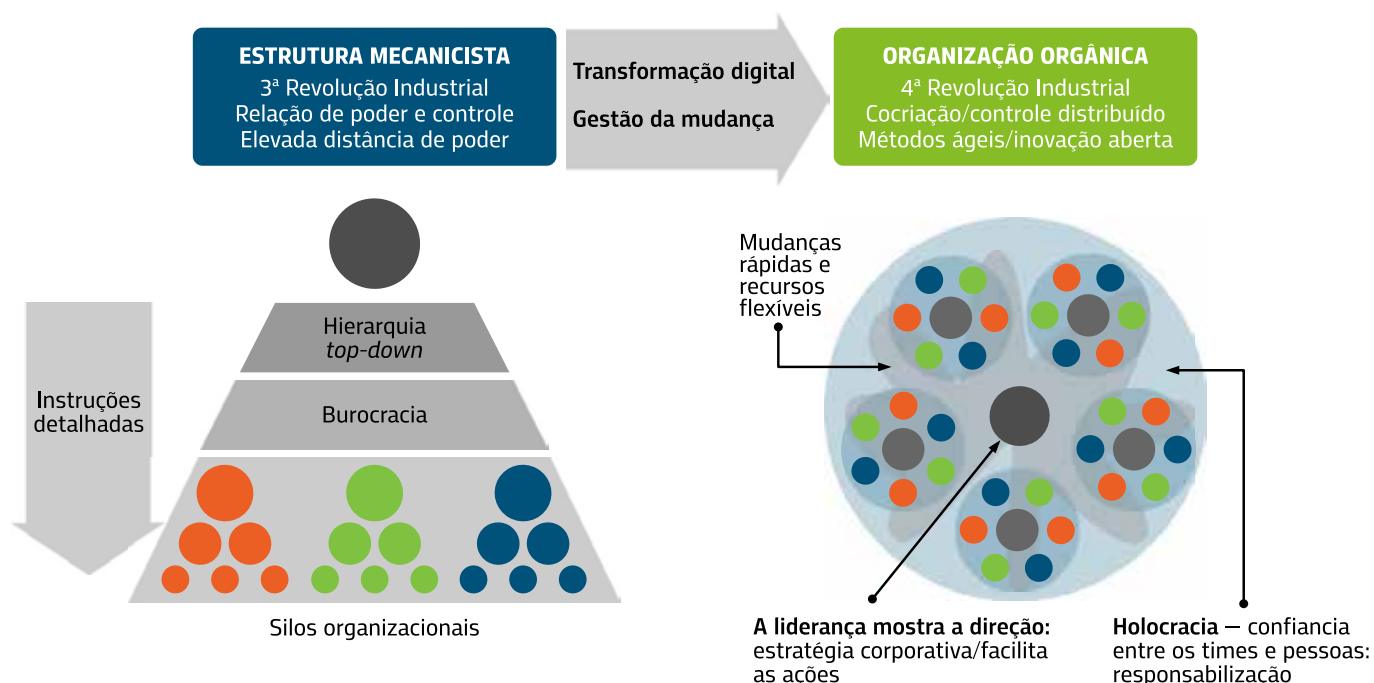 ESTRUTURA MECANICISTA
3ª Revolução Industrial
Relação de poder e controle
Elevada distância de poder
Transformação digital
Gestão da mudança
ORGANIZAÇÃO ORGÂNICA
4ª Revolução Industrial
Cocriação/controle distribuído
Métodos ágeis/inovação aberta
Instruções
detalhadas
Hierarquia
top-down
Burocracia
Silos organizacionais
Mudanças
rápidas e
recursos
flexíveis
A liderança mostra a direção:
estratégia corporativa/facilita
as ações
Holocracia — confiancia
entre os times e pessoas:
responsabilização